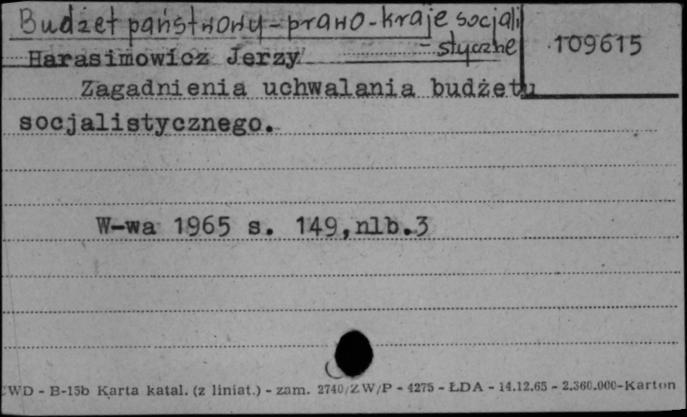 Budżet państwowy - prawo - kraje socjali
- styczne
109615
Harasimowicz Jerzy
Zagadnienia uchwalania budżetu
socjalistycznego.
W-wa 1965 s. 149,nlb.3
CWD - B-15b Karta katal. (z liniat.) - zam. 2740/ZW/P - 4275 - ŁDA - 14.12.65 - 2.360.000-Karton